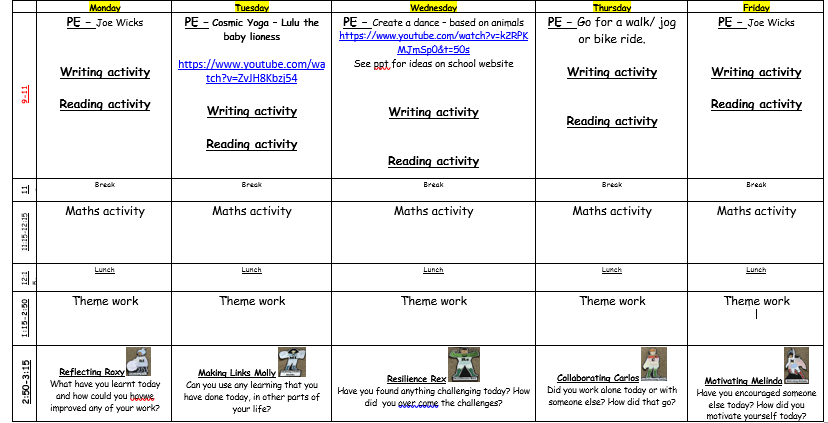 Monday
Tuesday
Wednesday
Thursday
Friday
9-11
PE – Joe Wicks
Writing activity
Reading activity
PE – Cosmic Yoga – Lulu the
baby lioness
https://www.youtube.com/wa
tch?v=ZvJH8Kbzj54
Writing activity
Reading activity
PE – Create a dance – based on animals
https://www.youtube.com/watch?v=kZRPK
MJmSp0&t=50s
See ppt for ideas on school website
Writing activity
Reading activity
PE – Go for a walk/ jog
or bike ride.
Writing activity
Reading activity
PE –
Writing activity
Reading activity
11
Break
Break
Break
Break
Break
11:15-12:15
Maths activity
Maths activity
Maths activity
Maths activity
Maths activity
12:1
Lunch
Lunch
Lunch
Lunch
Lunch
1:15-2:50
Theme work
Theme work
Theme work
Theme work
Theme work
2:50-3:15
Reflecting Roxy
What have you learnt today
and how could you havwe
improved any of your work?
Making Links Molly
Can you use any learning that you
have done today, in other parts of
your life?
Resilience Rex
Have you found anything challenging today? How
did you over come the challenges?
Collaborating Carlos
Did you work alone today or with
someone else? How did that go?
Motivating Melinda
Have you encouraged someone
else today? How did you
motivate yourself today?